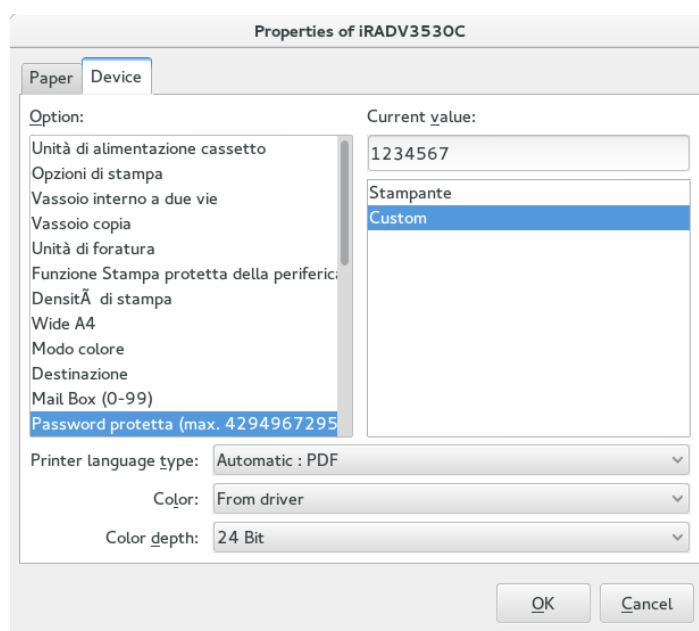 Properties of iRADV3530C
Paper
Device
Option:
Current value:
Unità di alimentazione cassetto
Opzioni di stampa
Vassoio interno a due vie
Vassoio copia
Unità di foratura
Funzione Stampa protetta della periferica
DensitÃ di stampa
Wide A4
Modo colore
Destinazione
Mail Box (0-99)
Password protetta (max. 4294967295
1234567
Stampante
Custom
Printer language type: Automatic : PDF
Color: From driver
Color depth: 24 Bit
OK
Cancel